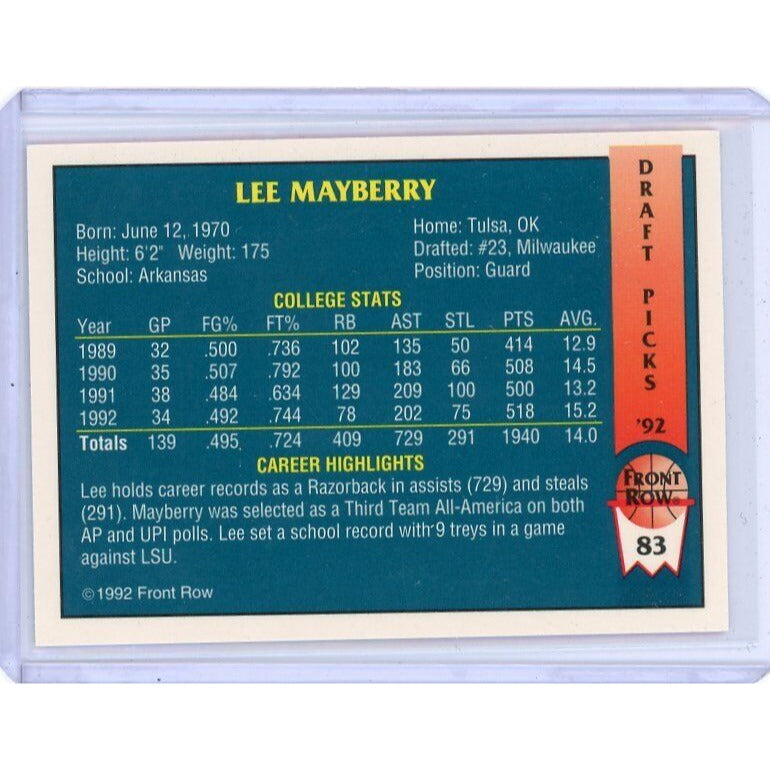 LEE MAYBERRY
Born: June 12, 1970
Height: 6'2" Weight: 175
School: Arkansas
Home: Tulsa, OK
Drafted: #23, Milwaukee
Position: Guard
COLLEGE STATS
Year GP FG% FT% RB AST STL PTS AVG.
1989 32 .500 .736 102 135 50 414 12.9
1990 35 .507 .792 100 183 66 508 14.5
1991 38 .484 .634 129 209 100 500 13.2
1992 34 .492 .744 78 202 75 518 15.2
Totals 139 .495 .724 409 729 291 1940 14.0
CAREER HIGHLIGHTS
Lee holds career records as a Razorback in assists (729) and steals
(291). Mayberry was selected as a Third Team All-America on both
AP and UPI polls. Lee set a school record with 9 treys in a game
against LSU.
©1992 Front Row
DRAFT PICKS
'92
FRONT
ROW®
83